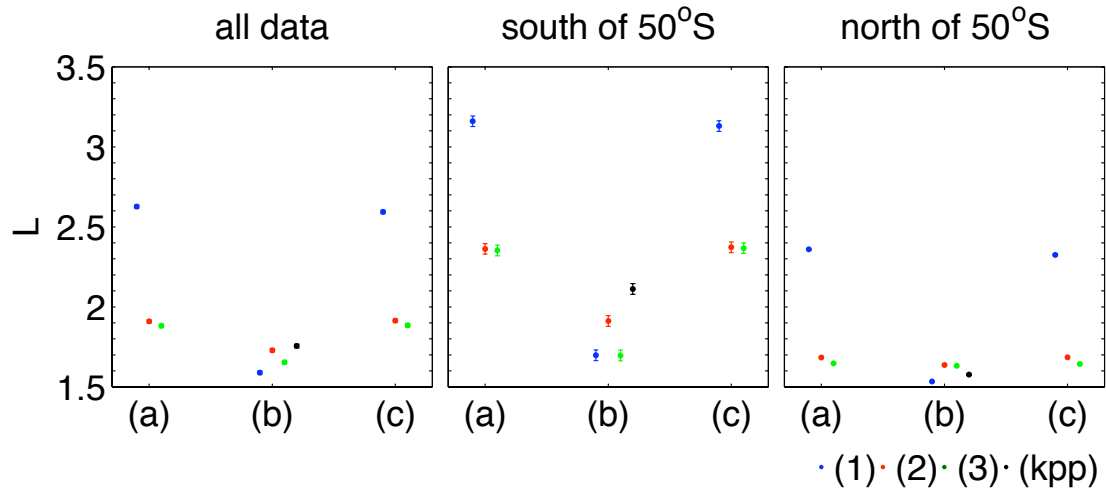 all data south of 50°S north of 50°S
3.5
3
2.5
2
1.5
L
(a) (b) (c) (a) (b) (c) (a) (b) (c)
(1) (2) (3) (kpp)